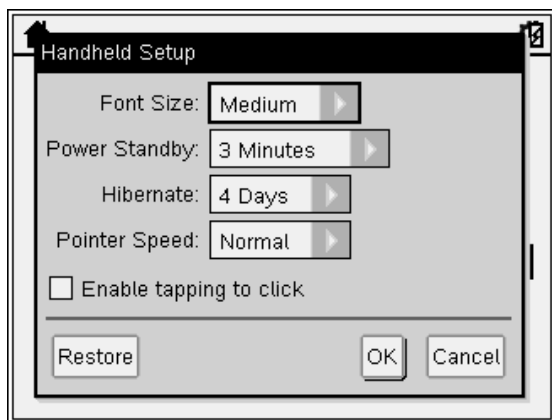 Handheld Setup
Font Size: Medium
Power Standby: 3 Minutes
Hibernate: 4 Days
Pointer Speed: Normal
Enable tapping to click
Restore OK Cancel